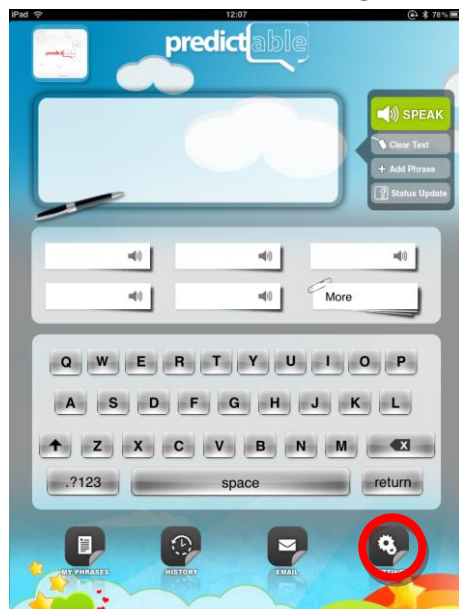 iPad 12:07 78%
predictable
predictable
SPEAK
Clear Text
+ Add Phrase
Status Update
More
Q W E R T Y U I O P
A S D F G H J K L
Z X C V B N M
.?123 space return
MY PHRASES HISTORY EMAIL